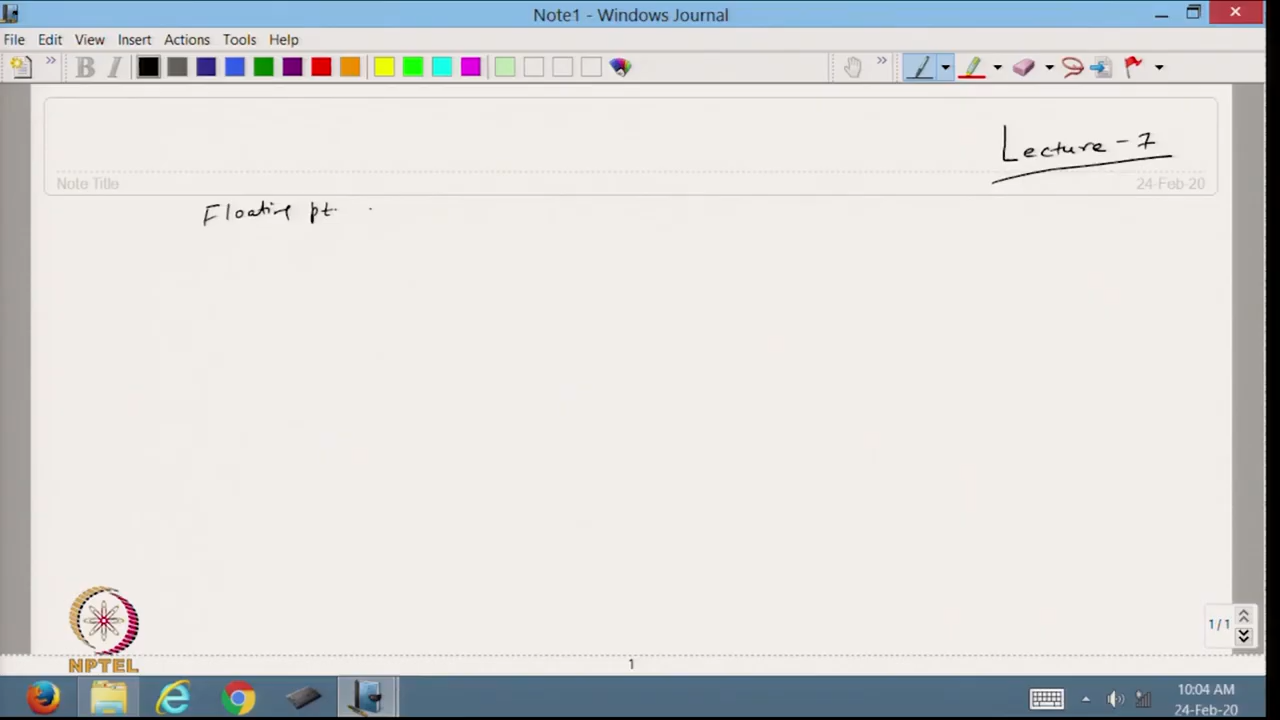 Note1 - Windows Journal
File Edit View Insert Actions Tools Help
B I
Lecture - 7
Note Title
24-Feb-20
Floating pt
1 / 1
NPTEL
1
10:04 AM
24-Feb-20